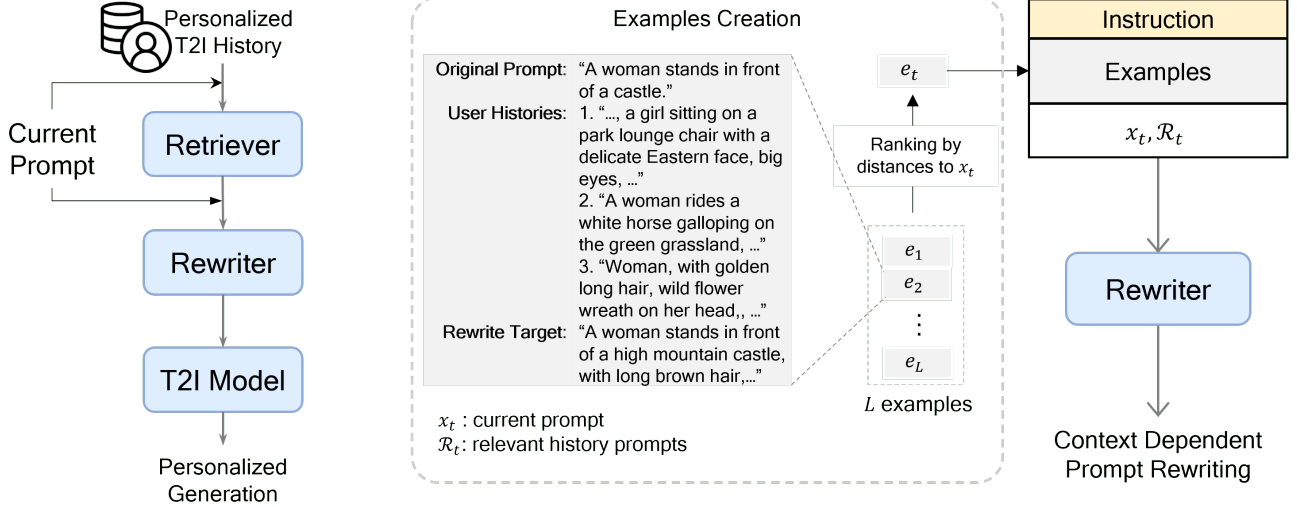 Personalized
T2I History
Current
Prompt
Retriever
Rewriter
T2I Model
Personalized
Generation
Examples Creation
Original Prompt: “A woman stands in front
of a castle.”
User Histories: 1. “…, a girl sitting on a
park lounge chair with a
delicate Eastern face, big
eyes, …”
2. “A woman rides a
white horse galloping on
the green grassland, …”
3. “Woman, with golden
long hair, wild flower
wreath on her head,, …”
Rewrite Target: “A woman stands in front
of a high mountain castle,
with long brown hair,…”
x_t : current prompt
ℛ_t: relevant history prompts
e_t
Ranking by
distances to x_t
e_1
e_2
⋮
e_L
L examples
Instruction
Examples
x_t, ℛ_t
Rewriter
Context Dependent
Prompt Rewriting